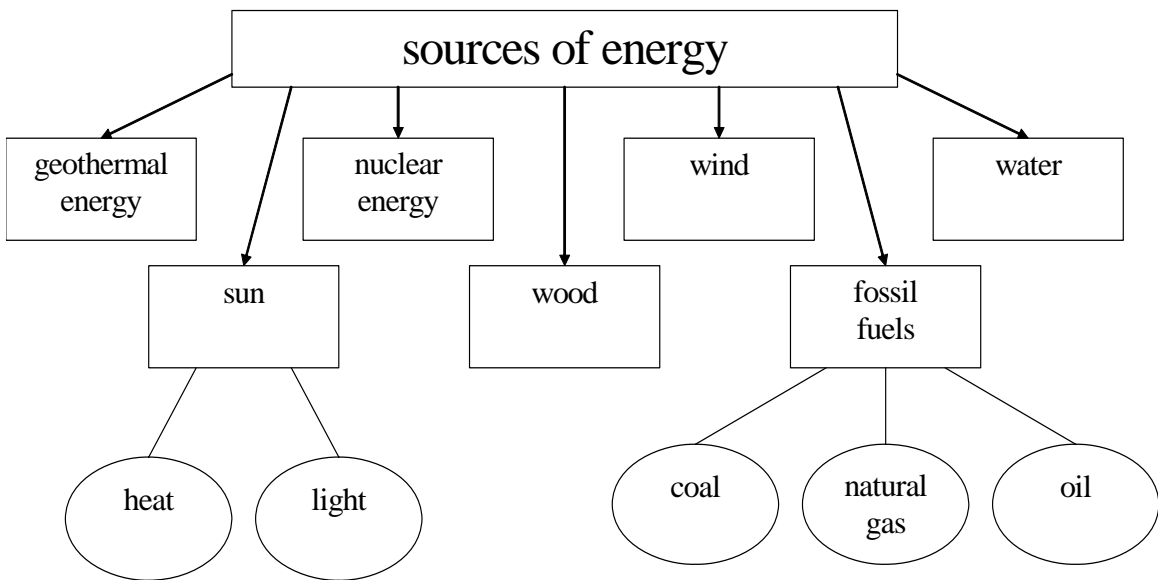 sources of energy
geothermal
energy
nuclear
energy
wind
water
sun
wood
fossil
fuels
heat
light
coal
natural
gas
oil